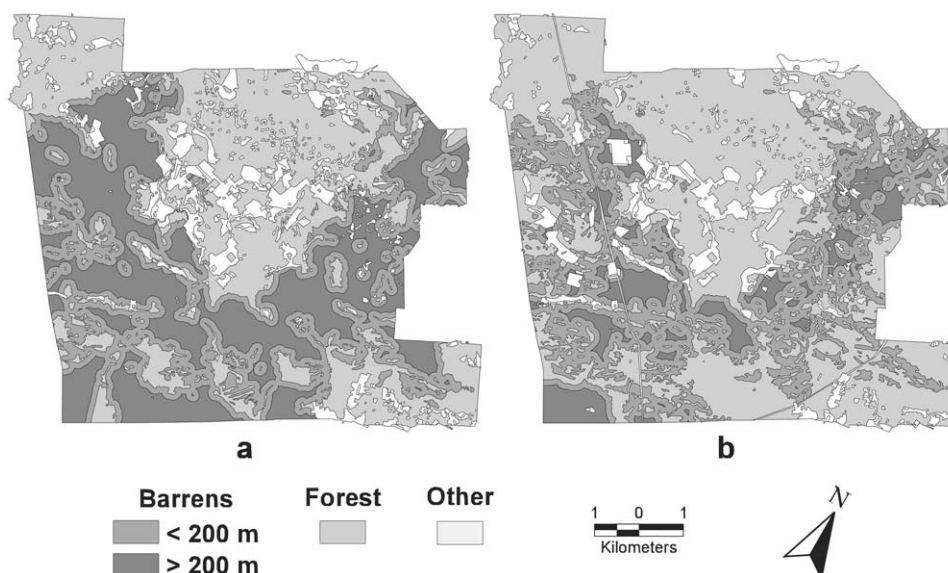 a
b
Barrens
Forest
Other
< 200 m
> 200 m
1 0 1
Kilometers
N